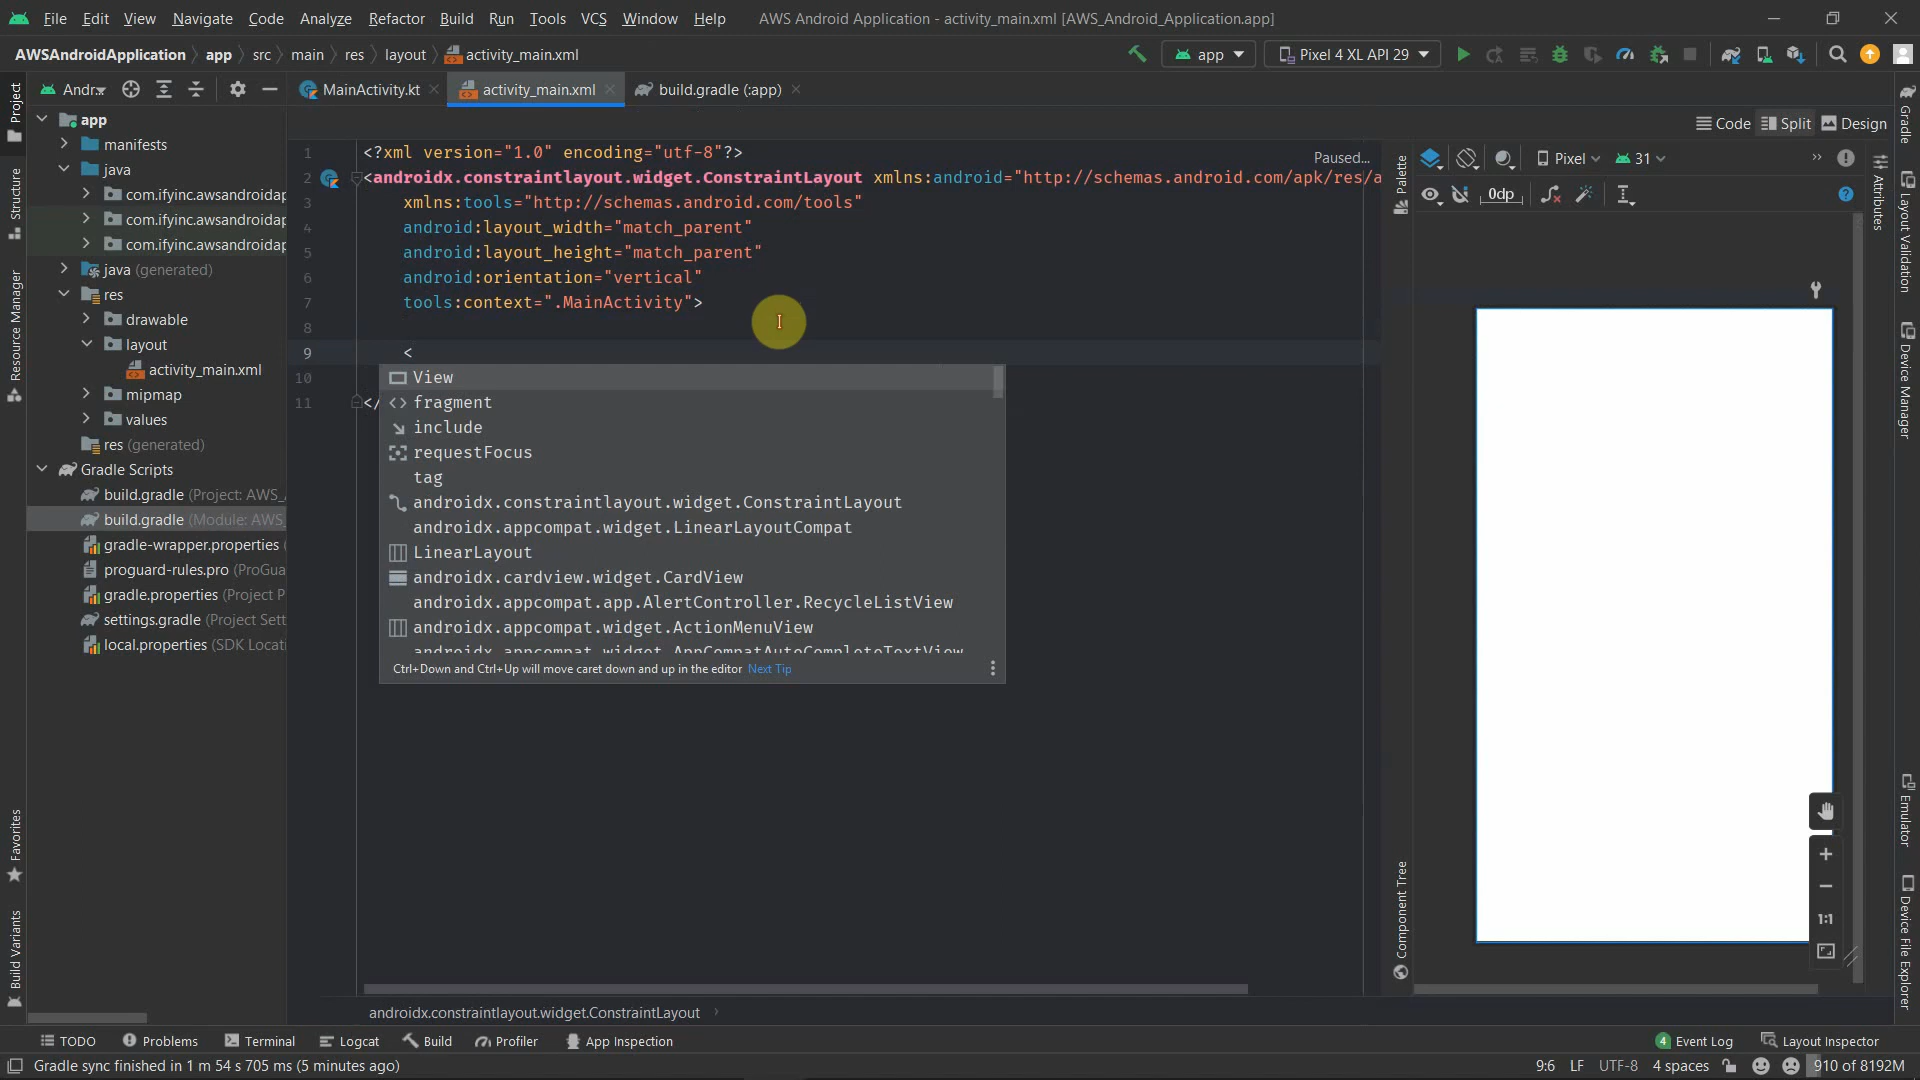 File Edit View Navigate Code Analyze Refactor Build Run Tools VCS Window Help AWS Android Application - activity_main.xml [AWS_Android_Application.app]
AWSAndroidApplication app src main res layout activity_main.xml app Pixel 4 XL API 29
Andr MainActivity.kt activity_main.xml build.gradle (:app)
Code Split Design
Project
Structure
Resource Manager
Favorites
Build Variants
app
manifests
java
com.ifyinc.awsandroidap
com.ifyinc.awsandroidap
com.ifyinc.awsandroidap
java (generated)
res
drawable
layout
activity_main.xml
mipmap
values
res (generated)
Gradle Scripts
build.gradle (Project: AWS_
build.gradle (Module: AWS_
gradle-wrapper.properties (
proguard-rules.pro (ProGua
gradle.properties (Project P
settings.gradle (Project Sett
local.properties (SDK Locati
1 <?xml version="1.0" encoding="utf-8"?>
Paused...
2 <androidx.constraintlayout.widget.ConstraintLayout xmlns:android="http://schemas.android.com/apk/res/a
3 xmlns:tools="http://schemas.android.com/tools"
4 android:layout_width="match_parent"
5 android:layout_height="match_parent"
6 android:orientation="vertical"
7 tools:context=".MainActivity">
8
9 <
10
11 </
View
fragment
include
requestFocus
tag
androidx.constraintlayout.widget.ConstraintLayout
androidx.appcompat.widget.LinearLayoutCompat
LinearLayout
androidx.cardview.widget.CardView
androidx.appcompat.app.AlertController.RecycleListView
androidx.appcompat.widget.ActionMenuView
androidx.appcompat.widget.AppCompatAutoCompleteTextView
Ctrl+Down and Ctrl+Up will move caret down and up in the editor Next Tip
Palette
Component Tree
Pixel 31
0dp
1:1
Gradle
Attributes
Layout Validation
Device Manager
Emulator
Device File Explorer
androidx.constraintlayout.widget.ConstraintLayout
TODO Problems Terminal Logcat Build Profiler App Inspection 4 Event Log Layout Inspector
Gradle sync finished in 1 m 54 s 705 ms (5 minutes ago) 9:6 LF UTF-8 4 spaces 910 of 8192M